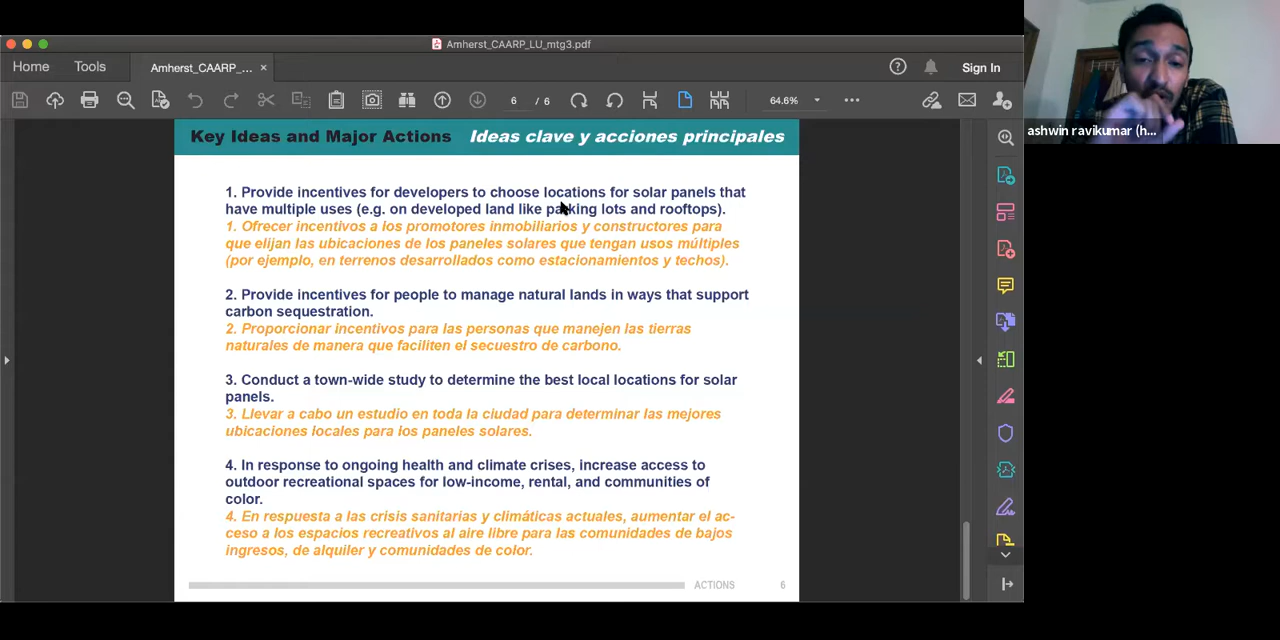 Amherst_CAARP_LU_mtg3.pdf
Home Tools Amherst_CAARP_... × Sign In
6 / 6 64.6%
ashwin ravikumar (h...
Key Ideas and Major Actions Ideas clave y acciones principales
1. Provide incentives for developers to choose locations for solar panels that
have multiple uses (e.g. on developed land like parking lots and rooftops).
1. Ofrecer incentivos a los promotores inmobiliarios y constructores para
que elijan las ubicaciones de los paneles solares que tengan usos múltiples
(por ejemplo, en terrenos desarrollados como estacionamientos y techos).
2. Provide incentives for people to manage natural lands in ways that support
carbon sequestration.
2. Proporcionar incentivos para las personas que manejen las tierras
naturales de manera que faciliten el secuestro de carbono.
3. Conduct a town-wide study to determine the best local locations for solar
panels.
3. Llevar a cabo un estudio en toda la ciudad para determinar las mejores
ubicaciones locales para los paneles solares.
4. In response to ongoing health and climate crises, increase access to
outdoor recreational spaces for low-income, rental, and communities of
color.
4. En respuesta a las crisis sanitarias y climáticas actuales, aumentar el ac-
ceso a los espacios recreativos al aire libre para las comunidades de bajos
ingresos, de alquiler y comunidades de color.
ACTIONS 6